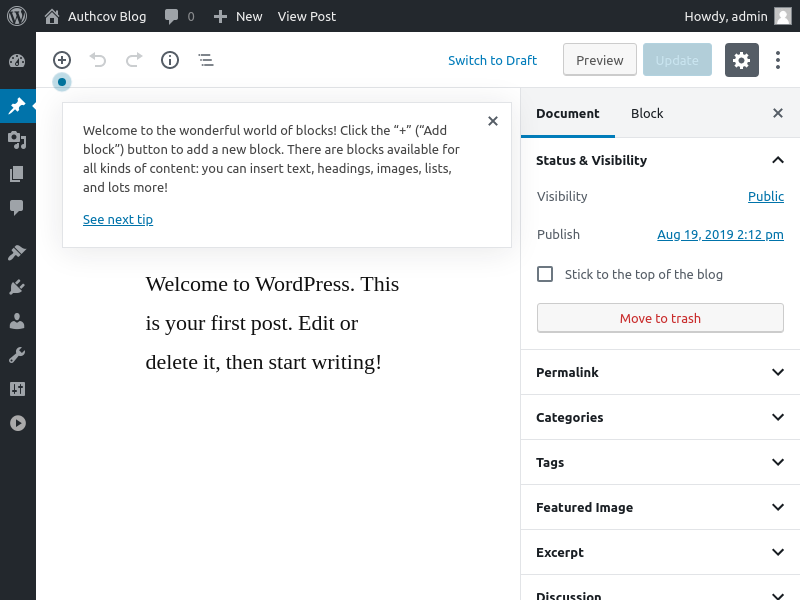 Authcov Blog 0 New View Post Howdy, admin
Switch to Draft Preview Update
Welcome to the wonderful world of blocks! Click the “+” (“Add
block”) button to add a new block. There are blocks available for
all kinds of content: you can insert text, headings, images, lists,
and lots more!
See next tip
Welcome to WordPress. This
is your first post. Edit or
delete it, then start writing!
Document Block
Status & Visibility
Visibility Public
Publish Aug 19, 2019 2:12 pm
Stick to the top of the blog
Move to trash
Permalink
Categories
Tags
Featured Image
Excerpt
Discussion